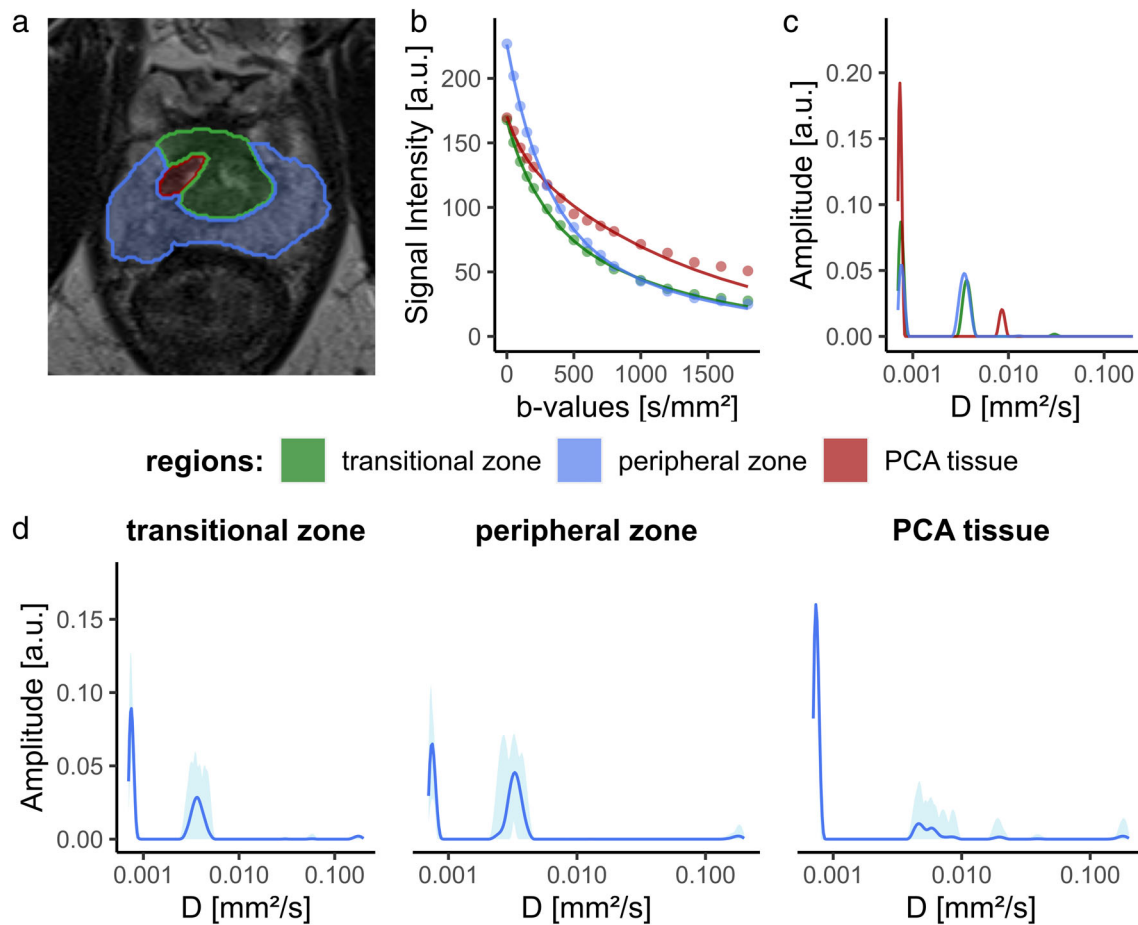 a
b
c
Signal Intensity [a.u.]
200
150
100
50
0
0 500 1000 1500
b-values [s/mm²]
Amplitude [a.u.]
0.20
0.15
0.10
0.05
0.00
0.001 0.010 0.100
D [mm²/s]
regions: transitional zone peripheral zone PCA tissue
d
transitional zone peripheral zone PCA tissue
Amplitude [a.u.]
0.15
0.10
0.05
0.00
0.001 0.010 0.100 0.001 0.010 0.100 0.001 0.010 0.100
D [mm²/s] D [mm²/s] D [mm²/s]